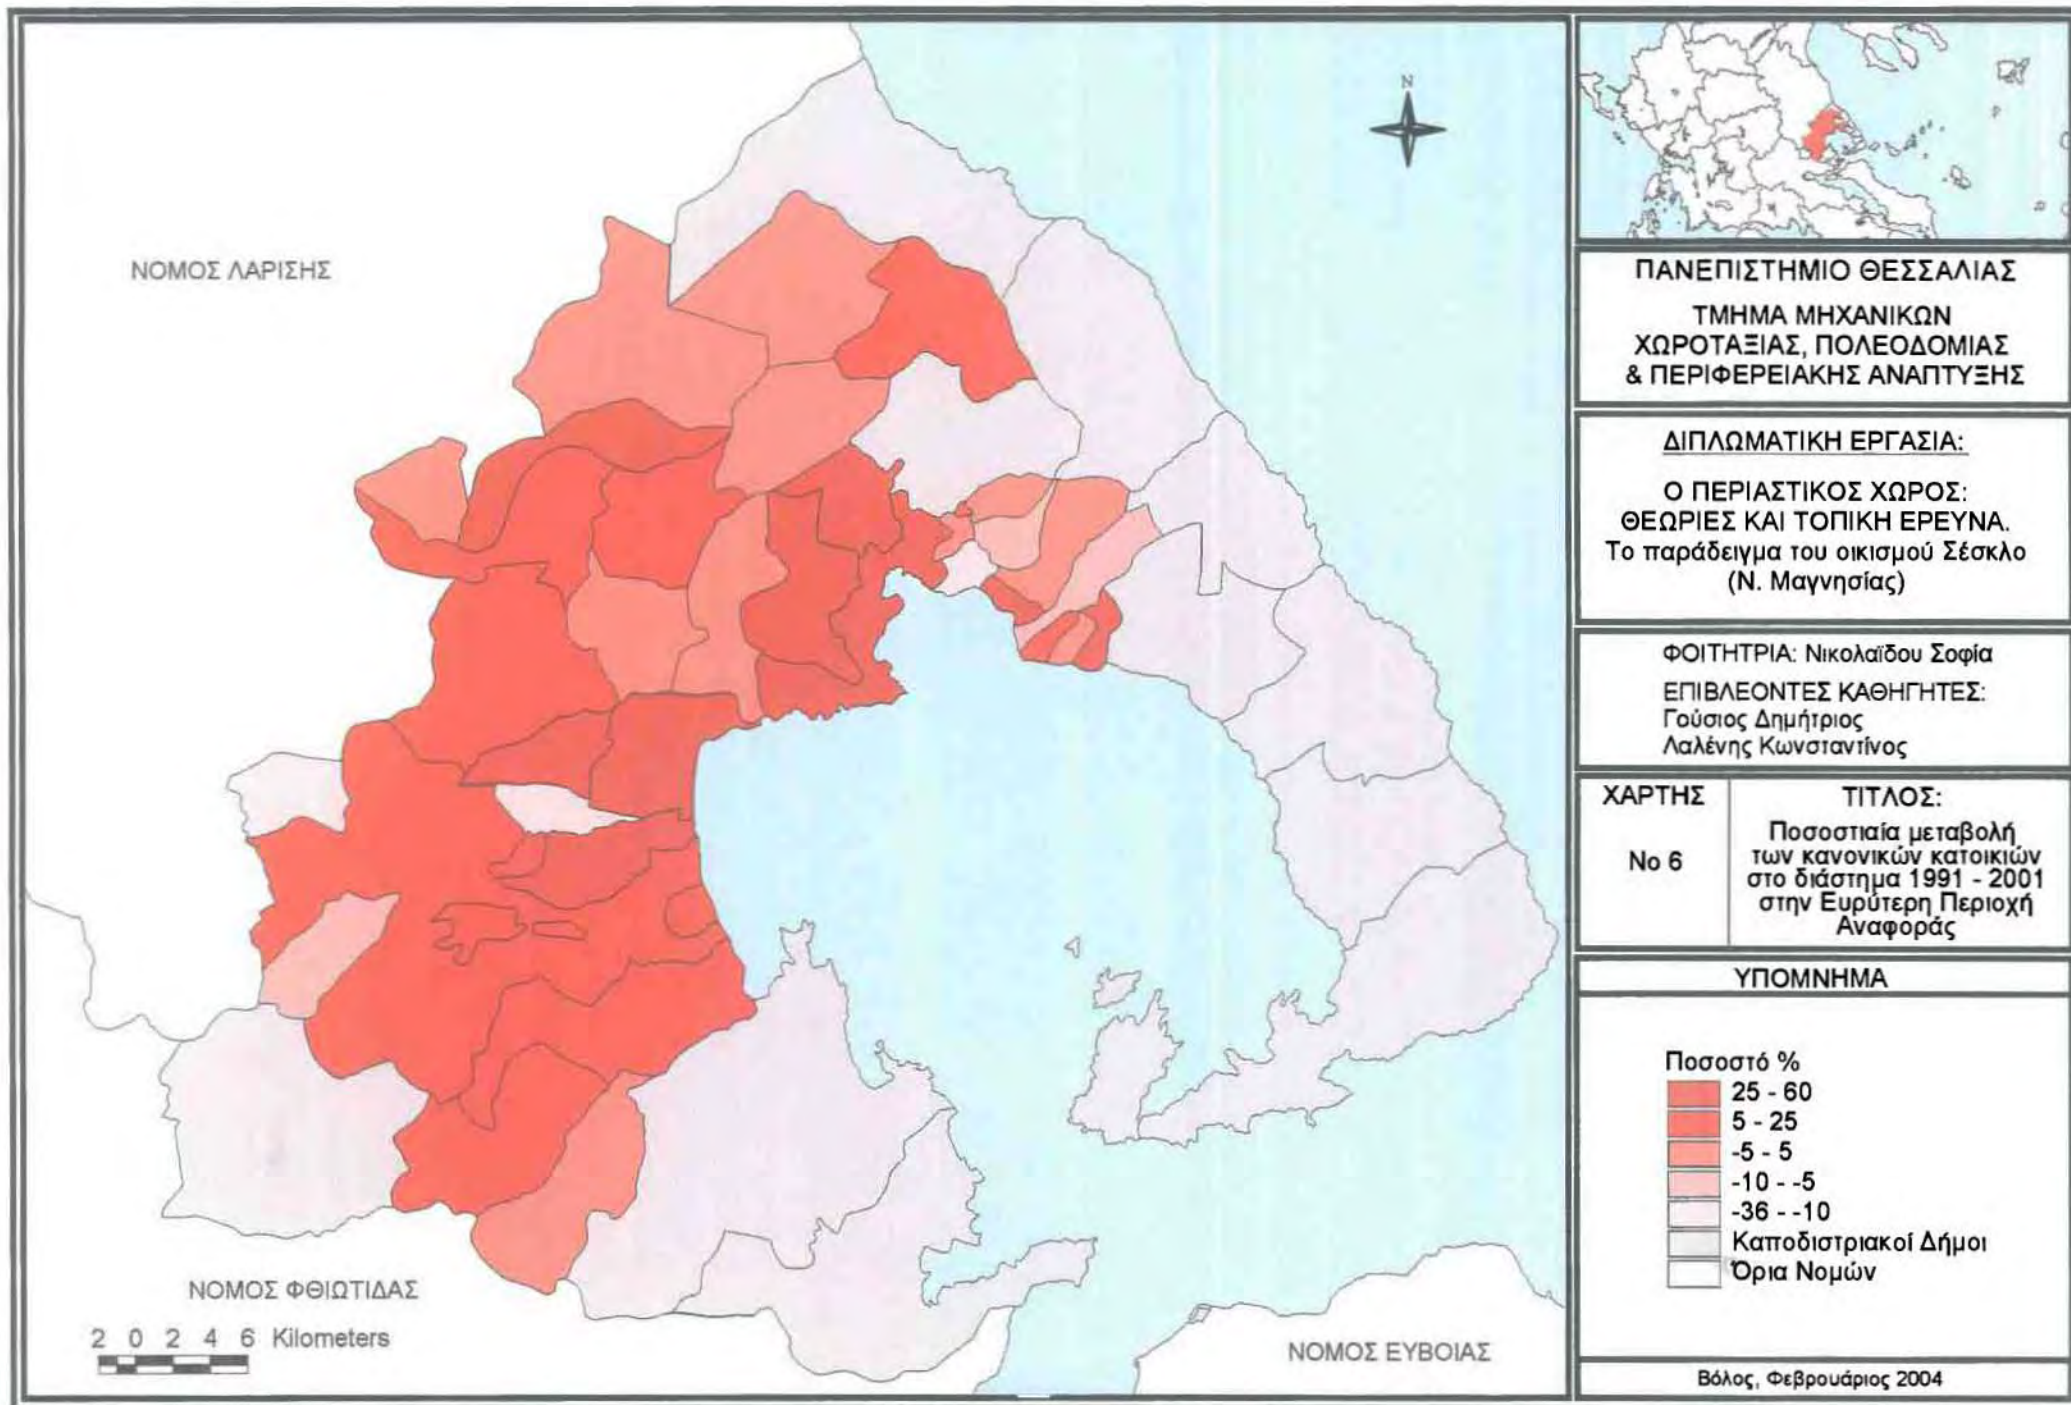 N
ΝΟΜΟΣ ΛΑΡΙΣΗΣ
ΝΟΜΟΣ ΦΘΙΩΤΙΔΑΣ
ΝΟΜΟΣ ΕΥΒΟΙΑΣ
2 0 2 4 6 Kilometers
ΠΑΝΕΠΙΣΤΗΜΙΟ ΘΕΣΣΑΛΙΑΣ
ΤΜΗΜΑ ΜΗΧΑΝΙΚΩΝ
ΧΩΡΟΤΑΞΙΑΣ, ΠΟΛΕΟΔΟΜΙΑΣ
& ΠΕΡΙΦΕΡΕΙΑΚΗΣ ΑΝΑΠΤΥΞΗΣ
ΔΙΠΛΩΜΑΤΙΚΗ ΕΡΓΑΣΙΑ:
Ο ΠΕΡΙΑΣΤΙΚΟΣ ΧΩΡΟΣ:
ΘΕΩΡΙΕΣ ΚΑΙ ΤΟΠΙΚΗ ΕΡΕΥΝΑ.
Το παράδειγμα του οικισμού Σέσκλο
(Ν. Μαγνησίας)
ΦΟΙΤΗΤΡΙΑ: Νικολαϊδου Σοφία
ΕΠΙΒΛΕΟΝΤΕΣ ΚΑΘΗΓΗΤΕΣ:
Γούσιος Δημήτριος
Λαλένης Κωνσταντίνος
ΧΑΡΤΗΣ
Νο 6
ΤΙΤΛΟΣ:
Ποσοστιαία μεταβολή
των κανονικών κατοικιών
στο διάστημα 1991 - 2001
στην Ευρύτερη Περιοχή
Αναφοράς
ΥΠΟΜΝΗΜΑ
Ποσοστό %
25 - 60
5 - 25
-5 - 5
-10 - -5
-36 - -10
Καποδιστριακοί Δήμοι
Όρια Νομών
Βόλος, Φεβρουάριος 2004